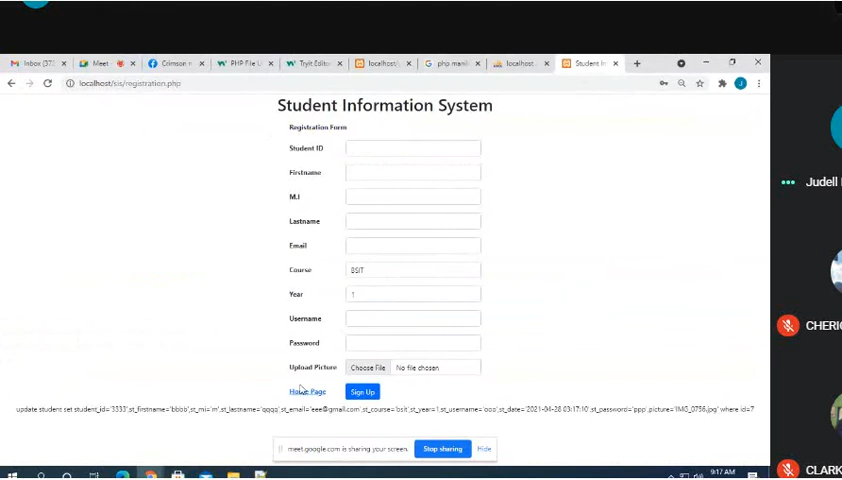 Inbox (37
Meet -
Crimson
PHP File U
Tryit Editor
localhost/
php
localhost
Student In
localhost/sis/registration.php
Student Information System
Registration Form
Student ID
Firstname
M.I
Lastname
Email
Course BSIT
Year 1
Username
Password
Upload Picture Choose File No file chosen
Home Page Sign Up
update student set student_id='3333',st_firstname='bbbb',st_mi='m',st_lastname='qqqq',st_email='eee@gmail.com',st_course='bsit',st_year=1,st_username='ooo',st_date='2021-04-28.03:17:10',st_password='ppp',picture='IMG_0756.jpg' where id=7
meet.google.com is sharing your screen. Stop sharing Hide
9:17 AM
J
Judell
CHERI
CLARK